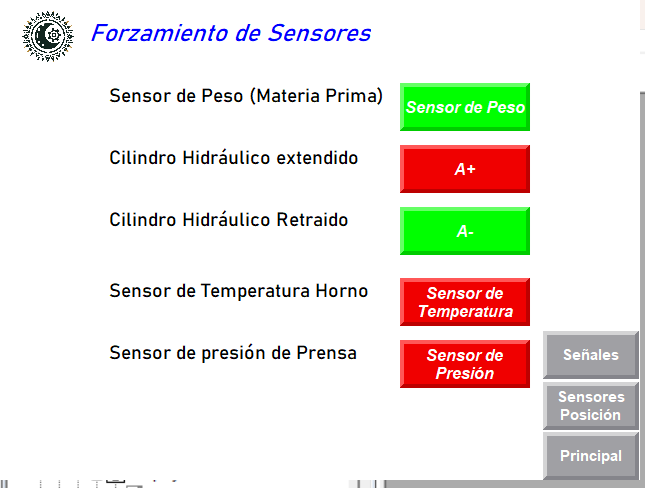 Forzamiento de Sensores
Sensor de Peso (Materia Prima)
Sensor de Peso
Cilindro Hidráulico extendido
A+
Cilindro Hidráulico Retraido
A-
Sensor de Temperatura Horno
Sensor de
Temperatura
Sensor de presión de Prensa
Sensor de
Presión
Señales
Sensores
Posición
Principal